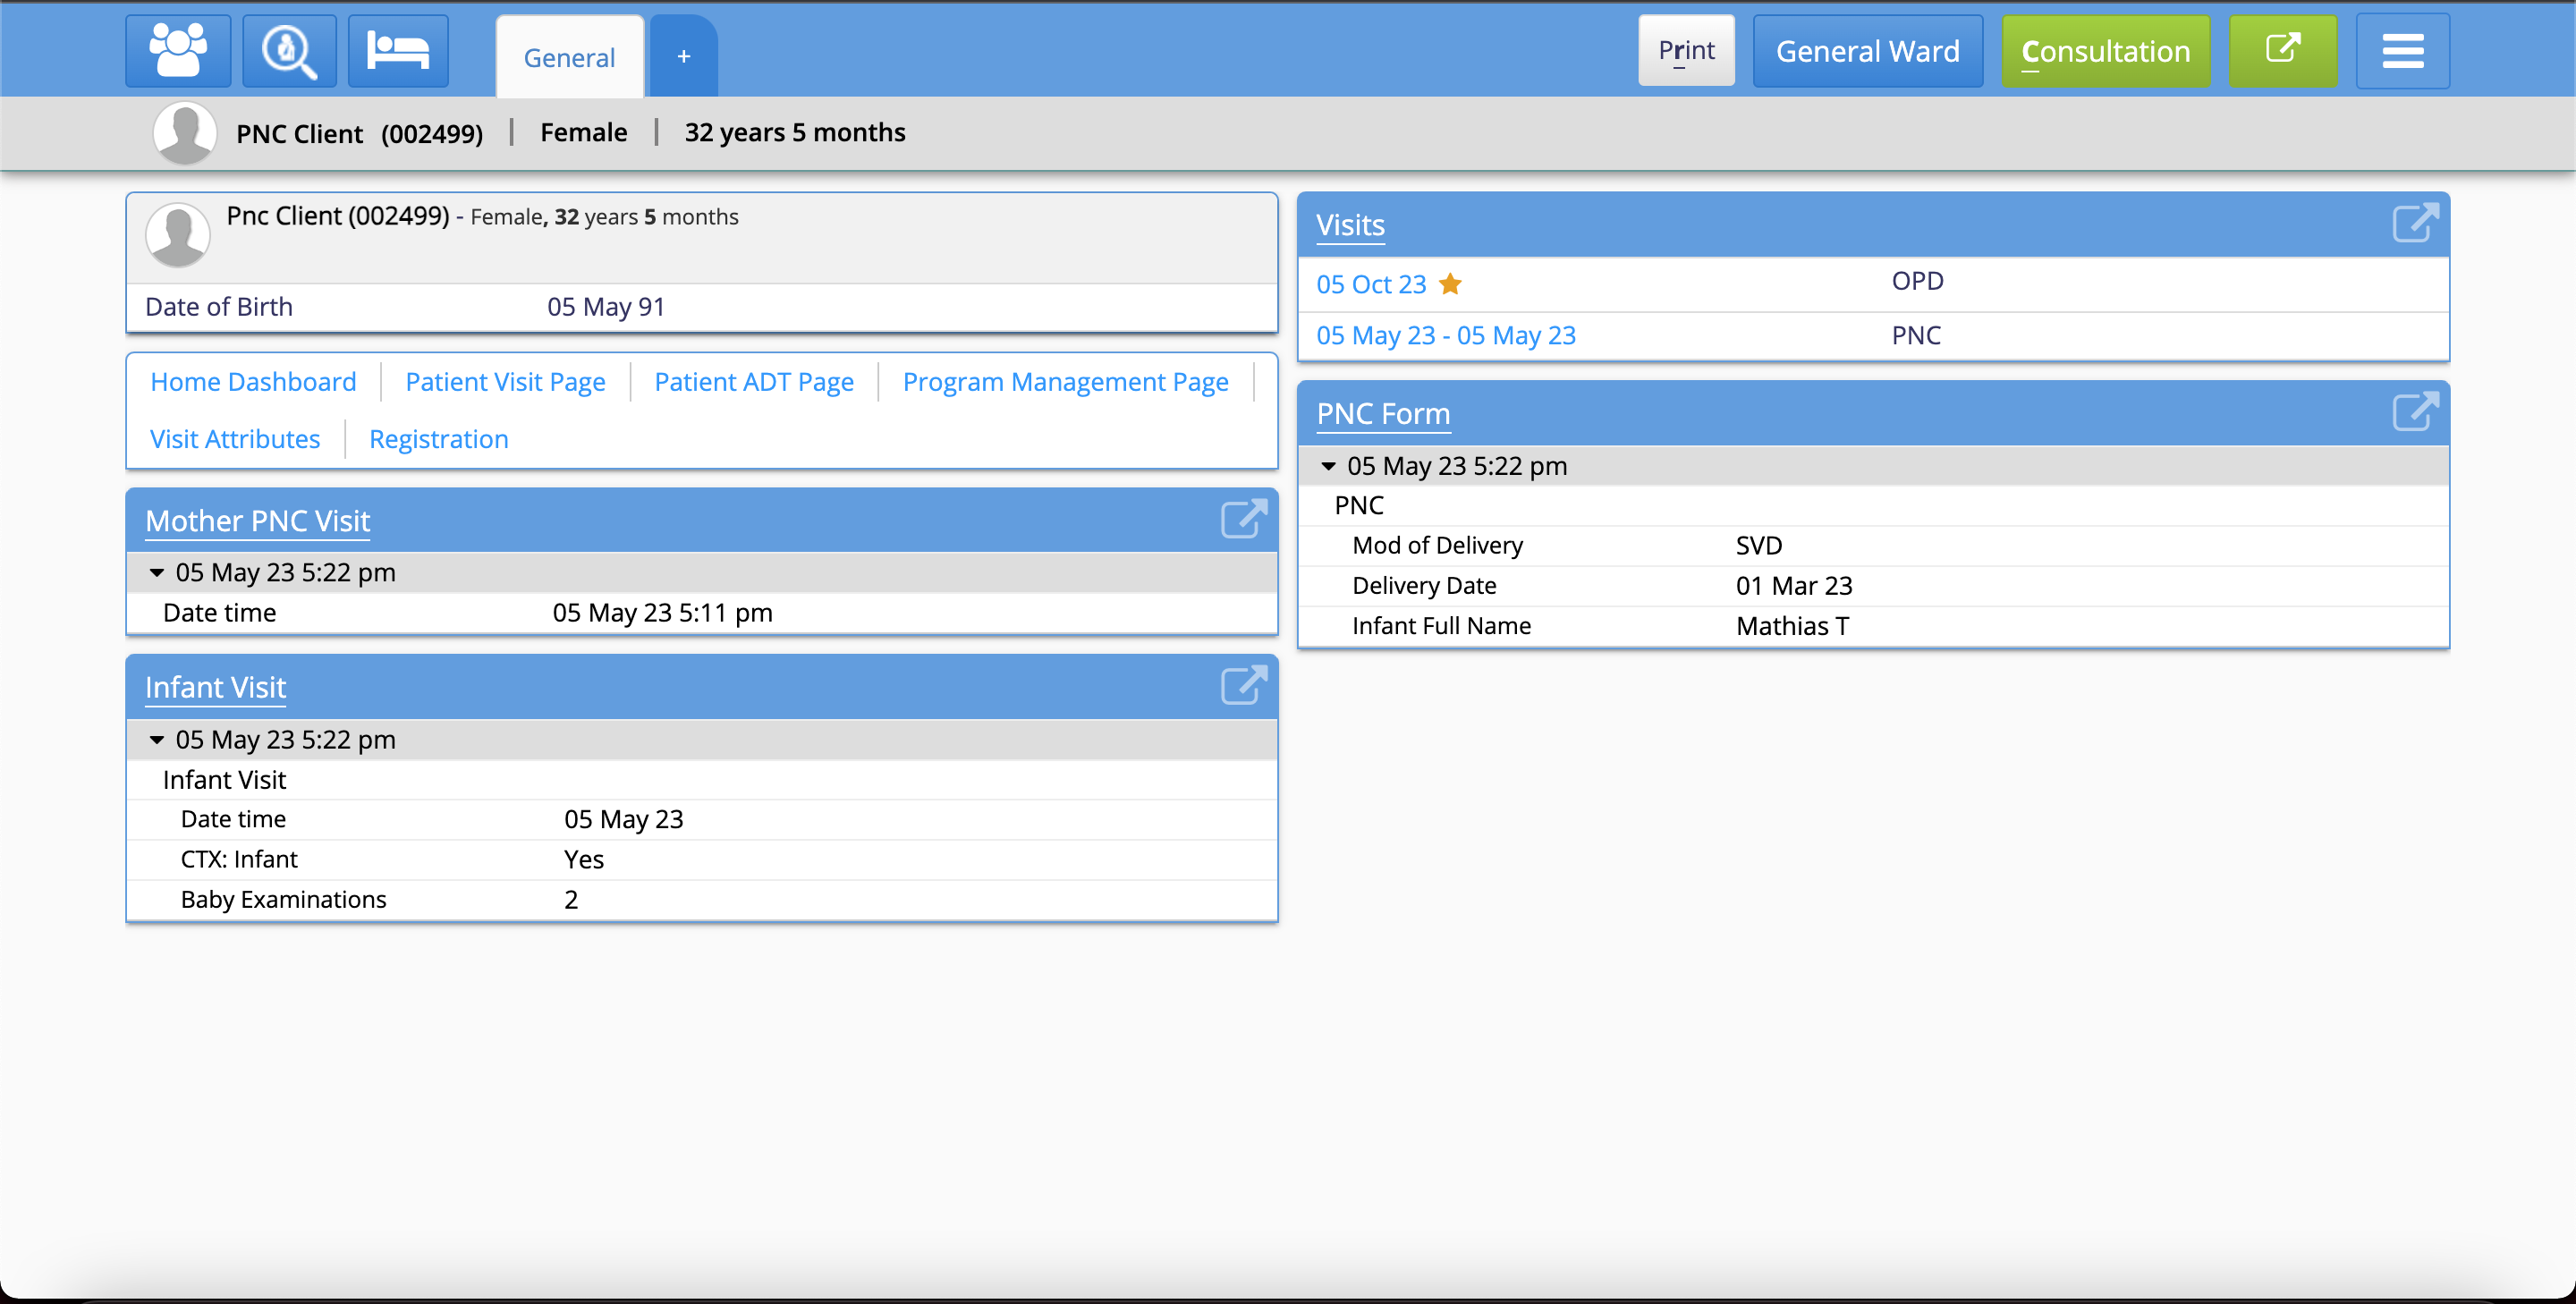 General
+
Print
General Ward
Consultation
PNC Client (002499) | Female | 32 years 5 months
Pnc Client (002499) - Female, 32 years 5 months
Date of Birth 05 May 91
Home Dashboard
Patient Visit Page
Patient ADT Page
Program Management Page
Visit Attributes
Registration
Mother PNC Visit
05 May 23 5:22 pm
Date time 05 May 23 5:11 pm
Infant Visit
05 May 23 5:22 pm
Infant Visit
Date time 05 May 23
CTX: Infant Yes
Baby Examinations 2
Visits
05 Oct 23 OPD
05 May 23 - 05 May 23 PNC
PNC Form
05 May 23 5:22 pm
PNC
Mod of Delivery SVD
Delivery Date 01 Mar 23
Infant Full Name Mathias T